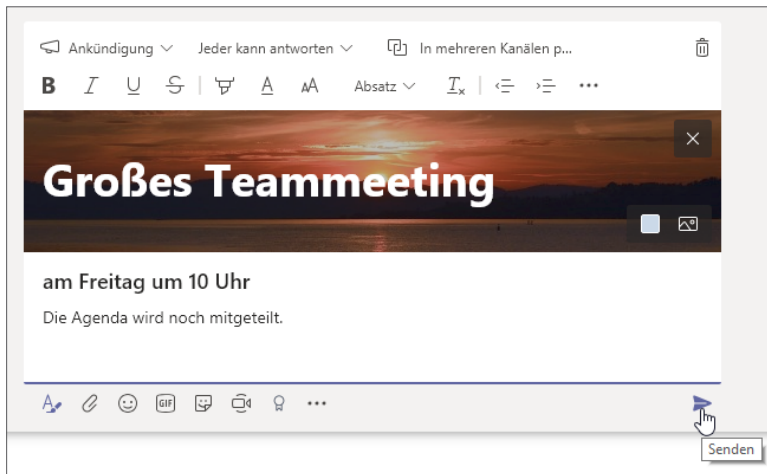 Ankündigung Jeder kann antworten In mehreren Kanälen p...
B I U S A AA Absatz Tx
Großes Teammeeting
am Freitag um 10 Uhr
Die Agenda wird noch mitgeteilt.
A GIF
Senden